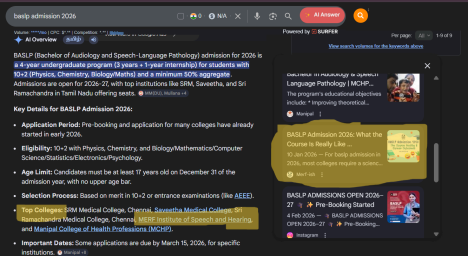 baslp admission 2026
0
N/A
AI Answer
Powered by SURFER
Per page:
All
1-9 of 9
View search volumes for the keywords above
AI Overview
BASLP (Bachelor of Audiology and Speech-Language Pathology) admission for 2026 is
a 4-year undergraduate program (3 years + 1-year internship) for students
with 10+2 (Physics, Chemistry, Biology/Maths) and a minimum 50% aggregate.
Admissions are open for 2026-27, with top institutions like SRM, Saveetha, and Sri
Ramachandra in Tamil Nadu offering seats.
Key Details for BASLP Admission 2026:
• Application Period: Pre-booking and application for many colleges have already
started in early 2026.
• Eligibility: 10+2 with Physics, Chemistry, and Biology/Mathematics/Computer
Science/Statistics/Electronics/Psychology.
• Age Limit: Candidates must be at least 17 years old on December 31 of the
admission year, with no upper age bar.
• Selection Process: Based on merit in 10+2 or entrance examinations (like AEEE).
• Top Colleges: SRM Medical College, Chennai, Saveetha Medical College, Sri
Ramachandra Medical College, Chennai, MERF Institute of Speech and Hearing,
and Manipal College of Health Professions (MCHP).
• Important Dates: Some applications are due by March 15, 2026, for specific
institutions.
Manipal +4
Bachelor in Audiology & Speech
Language Pathology | MCHP...
The program's educational objectives
include: * Improving theoretical...
Manipal
BASLP Admission 2026: What the
Course Is Really Like ...
10 Jan 2026 — For baslp admission in
2026, most colleges require a scienc...
BASLP ADMISSIONS OPEN 2026-
27 Pre-Booking Started
4 Feb 2026 — BASLP ADMISSIONS
OPEN 2026–27 Pre-...
Instagram